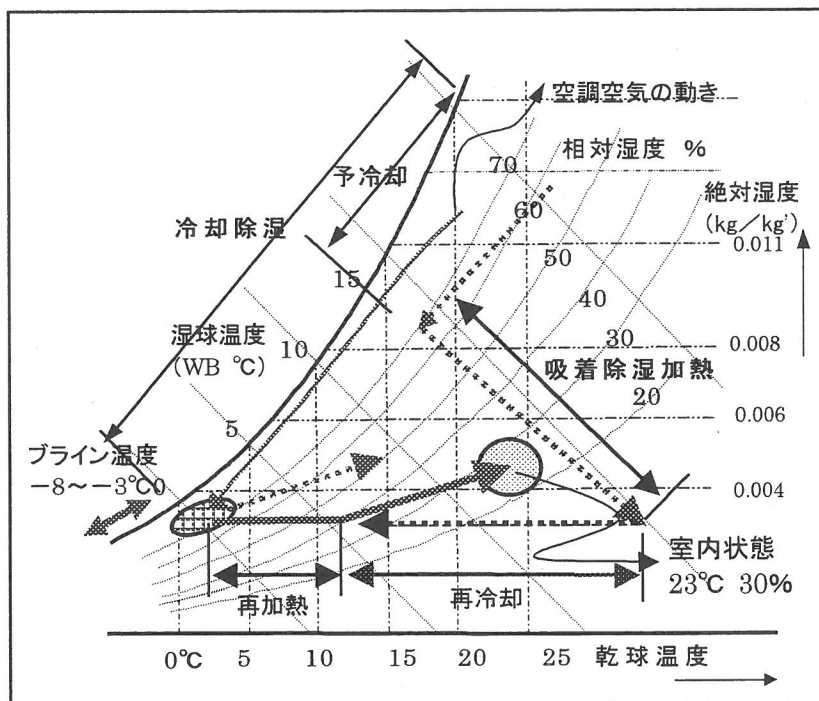 空調空気の動き
70
相対湿度 %
予冷却
60
絶対湿度
(kg/kg')
冷却除湿
0.011
50
15
40
湿球温度
(WB ℃)
10
30
0.008
吸着除湿加熱
20
5
0.006
ブライン温度
-8~-3℃0
0.004
室内状態
23℃ 30%
再加熱
再冷却
0℃ 5 10 15 20 25 乾球温度